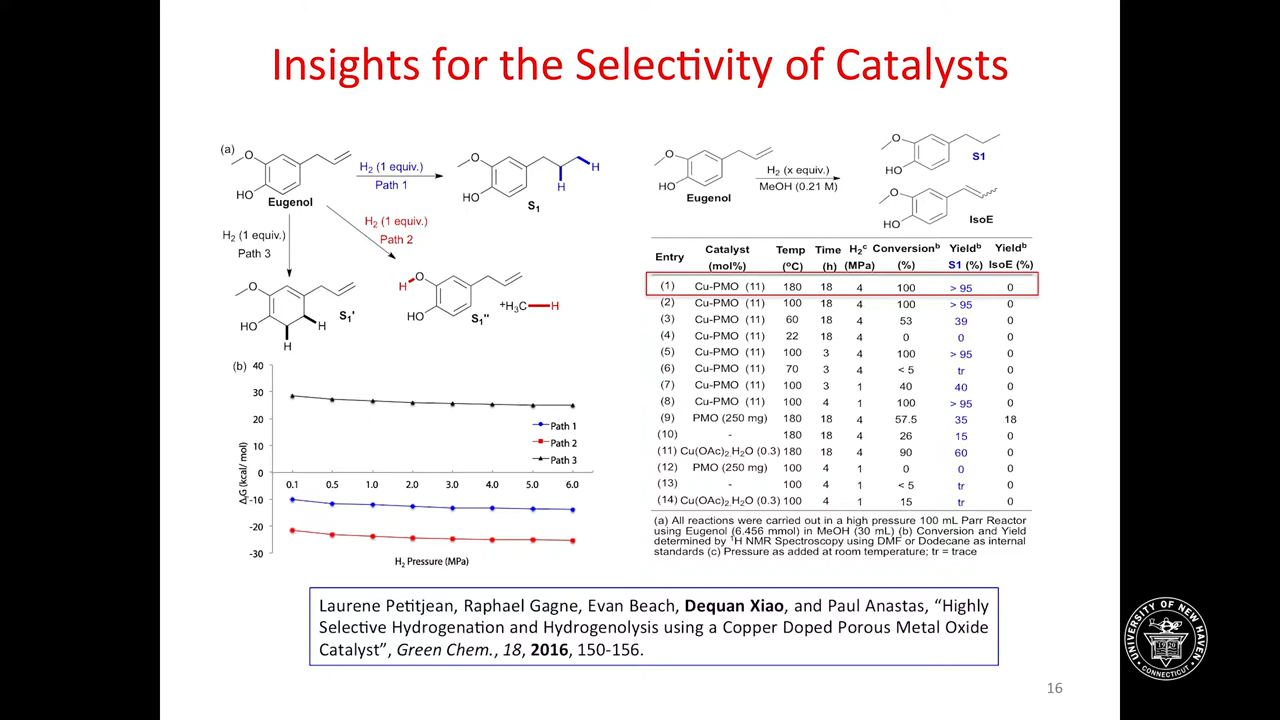 Insights for the Selectivity of Catalysts
(a)
O
HO
Eugenol
H2 (1 equiv.)
Path 1
O
HO
H
H
S1
H2 (1 equiv.)
Path 2
H2 (1 equiv.)
Path 3
O
HO
H
H
S1'
H
O
HO
S1''
+H3C
H
(b)
40
30
20
10
0
-10
-20
-30
ΔrG (kcal/ mol)
0.1 0.5 1.0 2.0 3.0 4.0 5.0 6.0
H2 Pressure (MPa)
Path 1
Path 2
Path 3
O
HO
Eugenol
H2 (x equiv.)
MeOH (0.21 M)
O
HO
S1
O
HO
IsoE
Entry Catalyst (mol%) Temp (ºC) Time (h) H2c (MPa) Conversionb (%) Yieldb S1 (%) Yieldb IsoE (%)
(1) Cu-PMO (11) 180 18 4 100 > 95 0
(2) Cu-PMO (11) 100 18 4 100 > 95 0
(3) Cu-PMO (11) 60 18 4 53 39 0
(4) Cu-PMO (11) 22 18 4 0 0 0
(5) Cu-PMO (11) 100 3 4 100 > 95 0
(6) Cu-PMO (11) 70 3 4 < 5 tr 0
(7) Cu-PMO (11) 100 3 1 40 40 0
(8) Cu-PMO (11) 100 4 1 100 > 95 0
(9) PMO (250 mg) 180 18 4 57.5 35 18
(10) - 180 18 4 26 15 0
(11) Cu(OAc)2.H2O (0.3) 180 18 4 90 60 0
(12) PMO (250 mg) 100 4 1 0 0 0
(13) - 100 4 1 < 5 tr 0
(14) Cu(OAc)2.H2O (0.3) 100 4 1 15 tr 0
(a) All reactions were carried out in a high pressure 100 mL Parr Reactor
using Eugenol (6.456 mmol) in MeOH (30 mL) (b) Conversion and Yield
determined by 1H NMR Spectroscopy using DMF or Dodecane as internal
standards (c) Pressure as added at room temperature; tr = trace
Laurene Petitjean, Raphael Gagne, Evan Beach, Dequan Xiao, and Paul Anastas, “Highly
Selective Hydrogenation and Hydrogenolysis using a Copper Doped Porous Metal Oxide
Catalyst”, Green Chem., 18, 2016, 150-156.
16
UNIVERSITY OF NEW HAVEN
CONNECTICUT